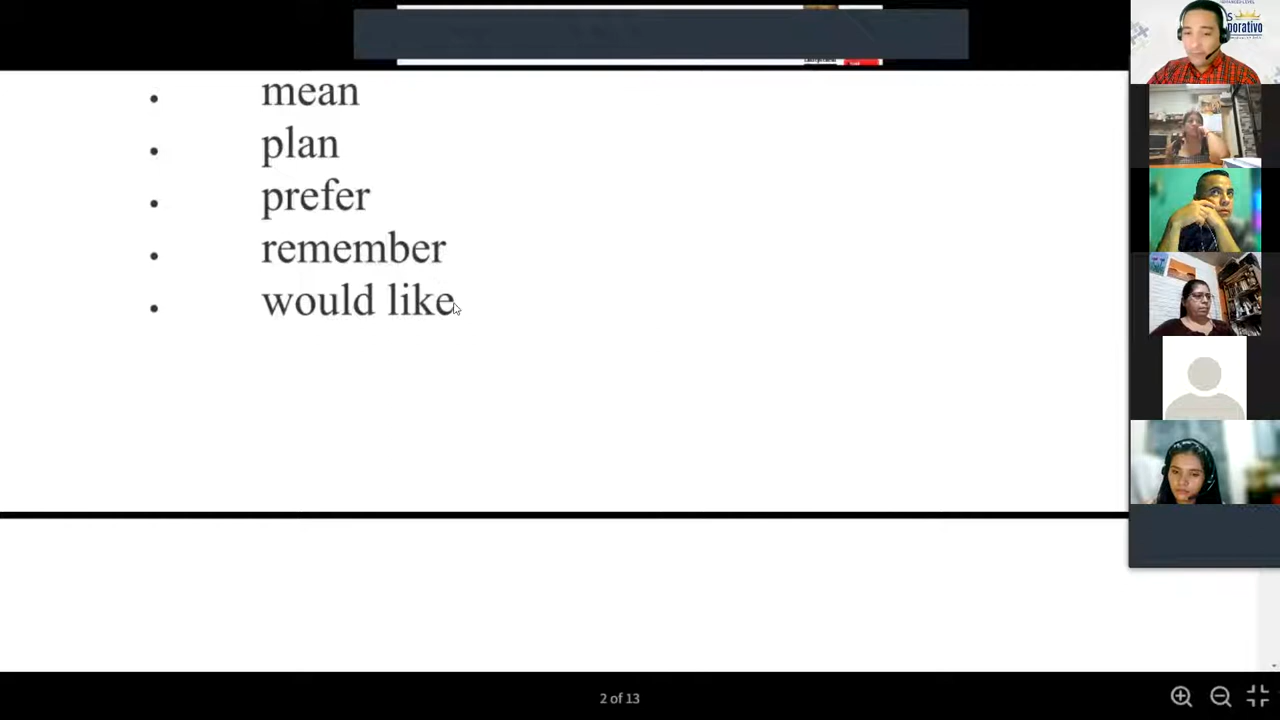 • mean
• plan
• prefer
• remember
• would like
2 of 13